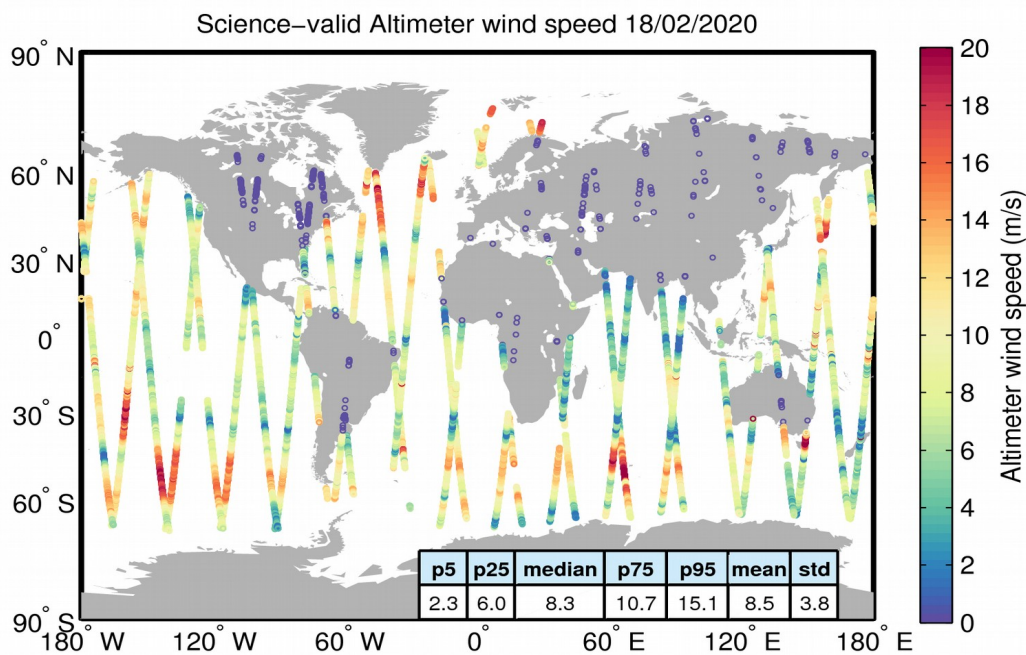 Science−valid Altimeter wind speed 18/02/2020
90° N
60° N
30° N
0°
30° S
60° S
90° S
180° W
120° W
60° W
0°
60° E
120° E
180° E
p5 p25 median p75 p95 mean std
2.3 6.0 8.3 10.7 15.1 8.5 3.8
20
18
16
14
12
10
8
6
4
2
0
Altimeter wind speed (m/s)